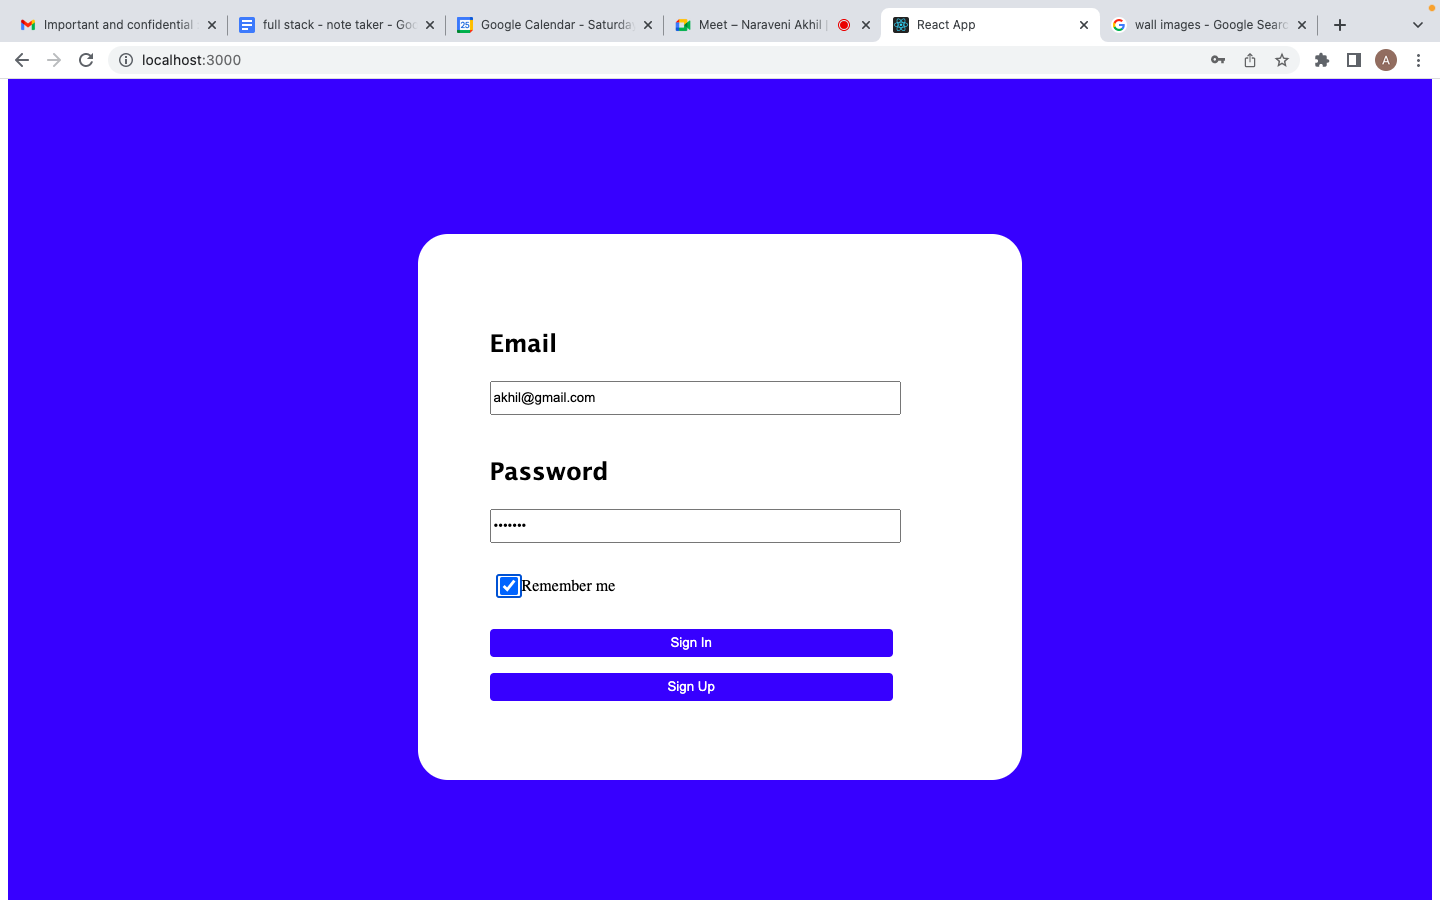 Important and confidential
full stack - note taker - Goo
Google Calendar - Saturday
Meet – Naraveni Akhil
React App
wall images - Google Searc
localhost:3000
A
Email
akhil@gmail.com
Password
•••••••
Remember me
Sign In
Sign Up